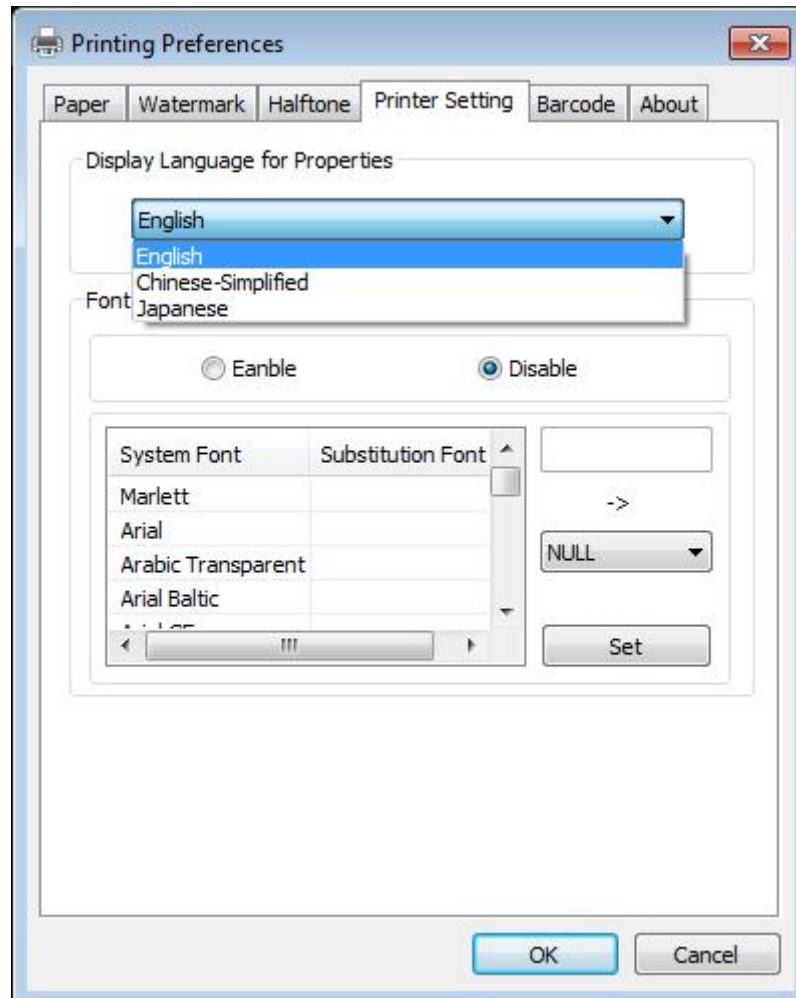 Printing Preferences
Paper Watermark Halftone Printer Setting Barcode About
Display Language for Properties
English
English
Chinese-Simplified
Japanese
Font
Eanble Disable
System Font Substitution Font
Marlett
->
Arial
NULL
Arabic Transparent
Arial Baltic
Set
OK Cancel